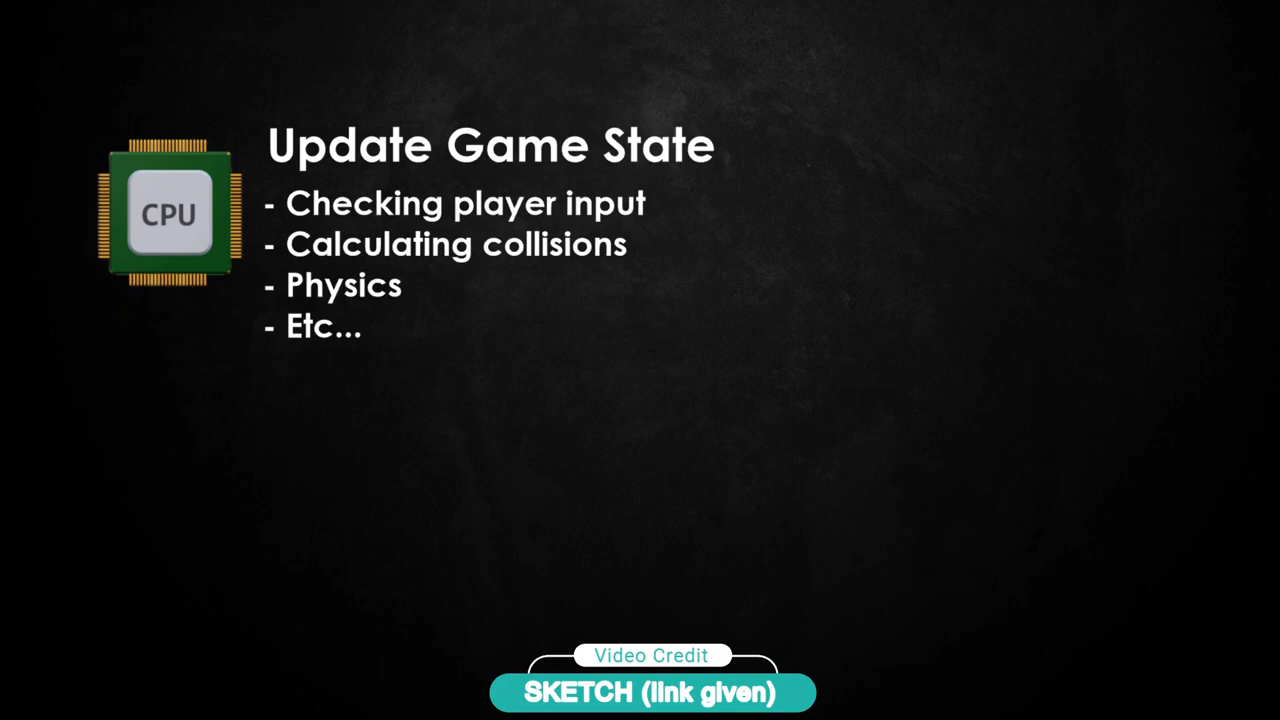 Update Game State
CPU
- Checking player input
- Calculating collisions
- Physics
- Etc...
Video Credit
SKETCH (link given)